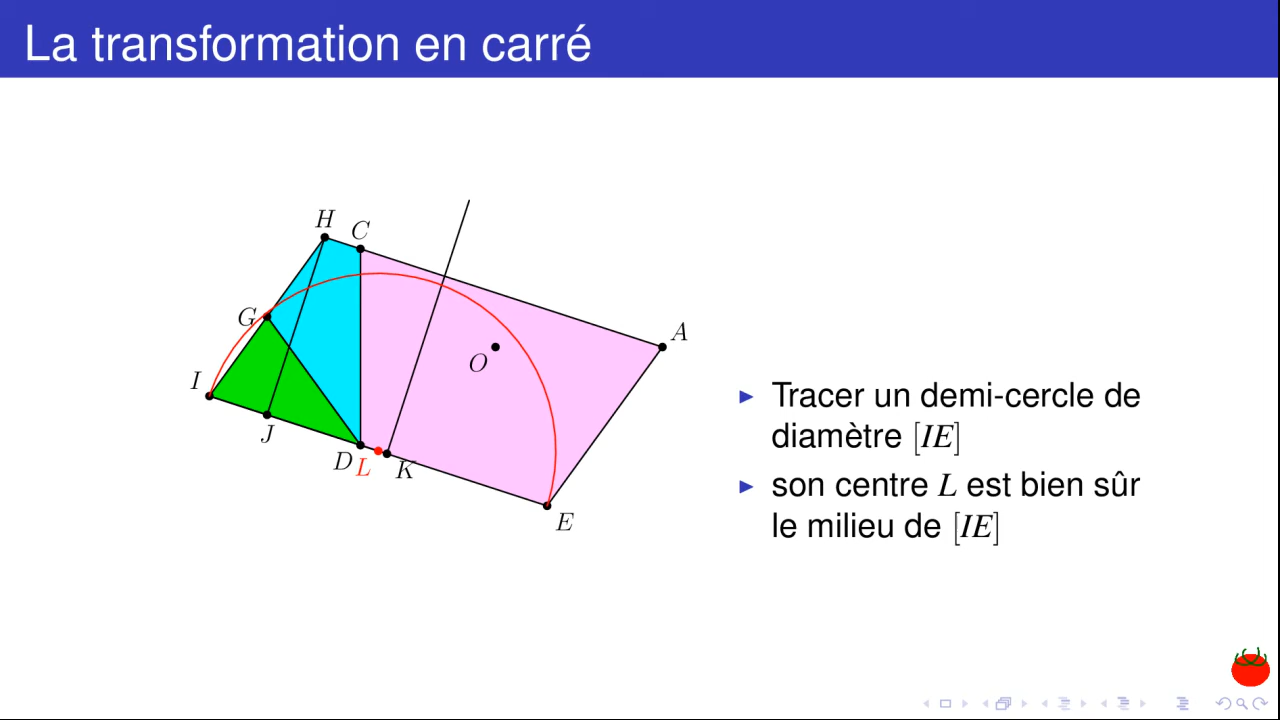 La transformation en carré
H
C
G
A
O
I
J
D
L
K
E
▶ Tracer un demi-cercle de
diamètre [IE]
▶ son centre L est bien sûr
le milieu de [IE]